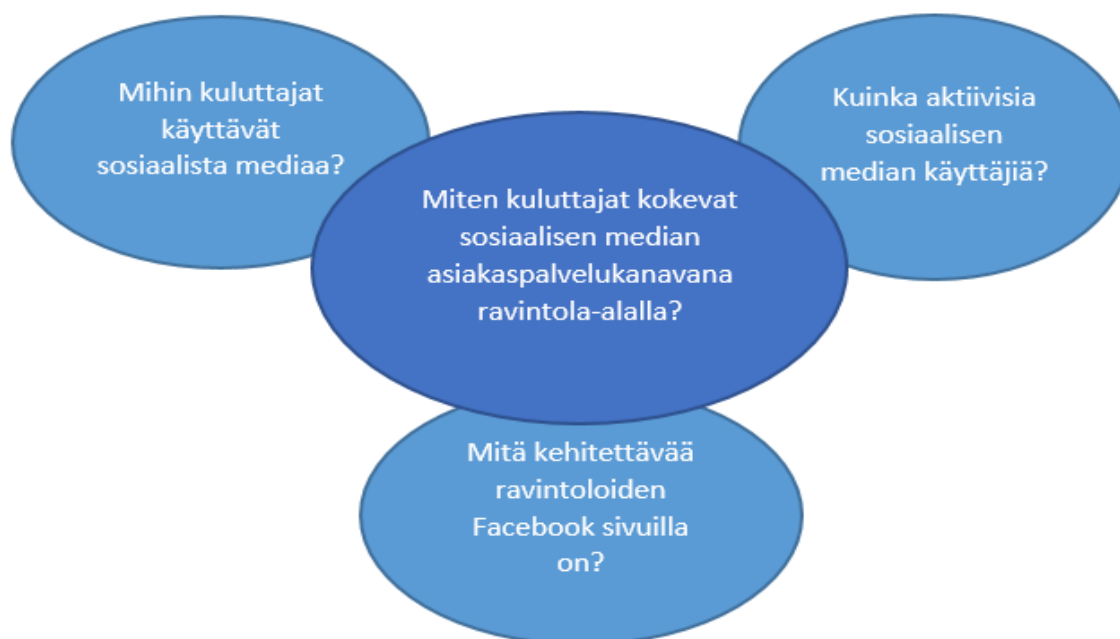 Mihin kuluttajat
käyttävät
sosiaalista mediaa?
Kuinka aktiivisia
sosiaalisen
median käyttäjiä?
Miten kuluttajat kokevat
sosiaalisen median
asiakaspalvelukanavana
ravintola-alalla?
Mitä kehitettävää
ravintoloiden
Facebook sivuilla
on?